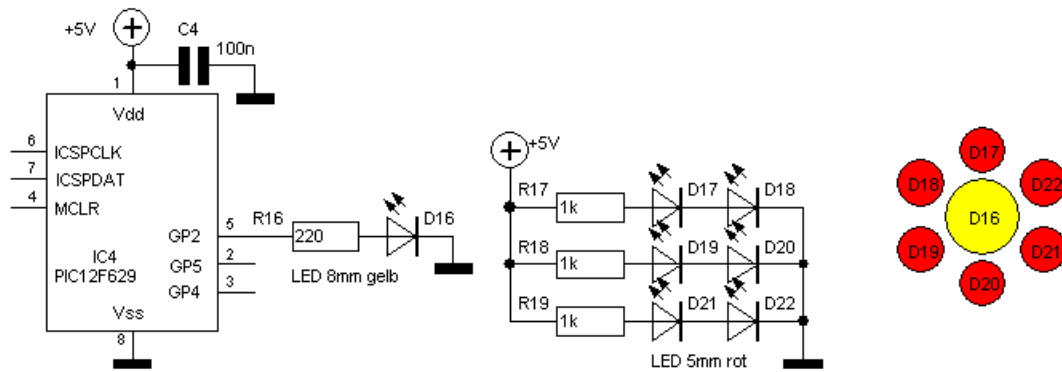 +5V
C4
100n
1
Vdd
6 ICSPCLK
7 ICSPDAT
4 MCLR
GP2 5
IC4
PIC12F629
GP5 2
GP4 3
Vss
8
R16
220
D16
LED 8mm gelb
+5V
R17 1k D17 D18
R18 1k D19 D20
R19 1k D21 D22
LED 5mm rot
D17
D18 D22
D16
D19 D21
D20